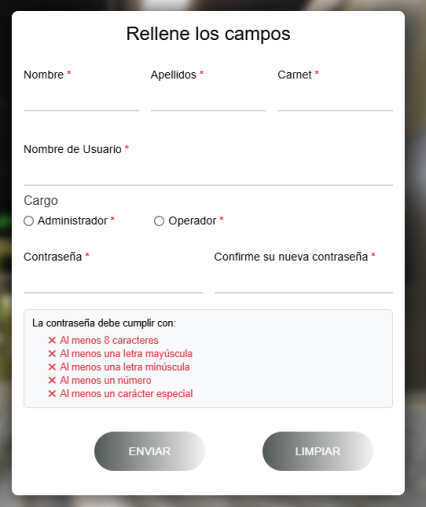 Rellene los campos
Nombre * Apellidos * Carnet *
Nombre de Usuario *
Cargo
Administrador * Operador *
Contraseña * Confirme su nueva contraseña *
La contraseña debe cumplir con:
✕ Al menos 8 caracteres
✕ Al menos una letra mayúscula
✕ Al menos una letra minúscula
✕ Al menos un número
✕ Al menos un carácter especial
ENVIAR LIMPIAR